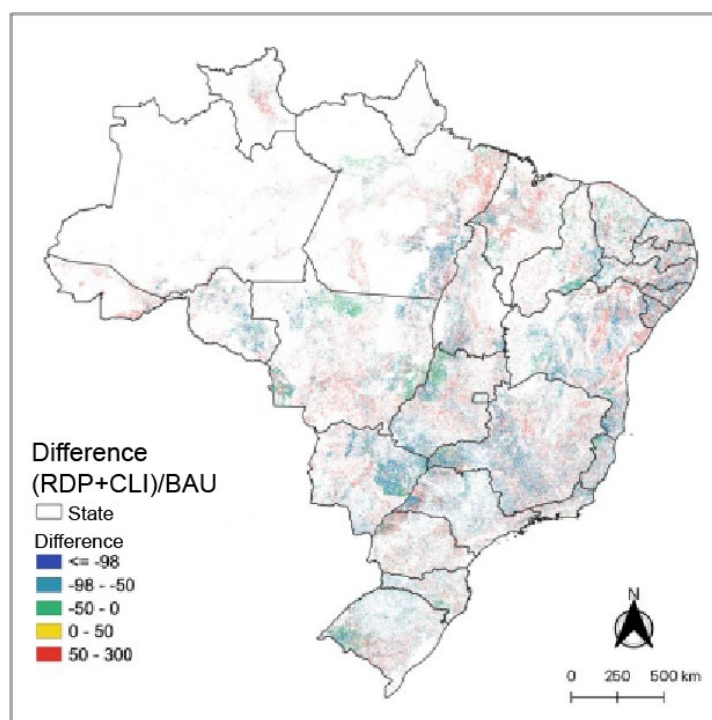 Difference
(RDP+CLI)/BAU
State
Difference
<= -98
-98 - -50
-50 - 0
0 - 50
50 - 300
N
0 250 500 km